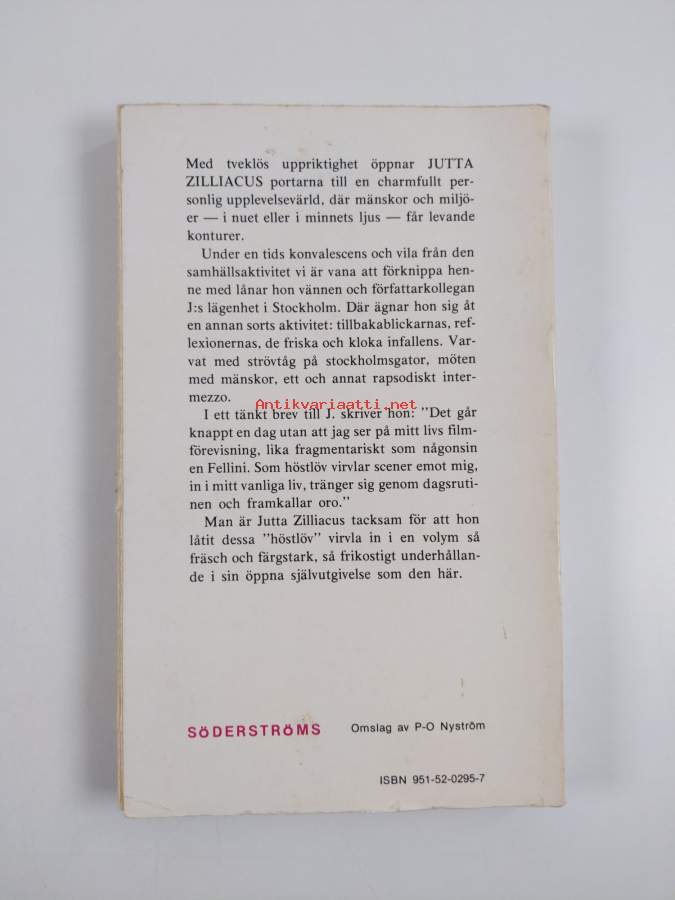 Med tveklös uppriktighet öppnar JUTTA
ZILLIACUS portarna till en charmfullt per-
sonlig upplevelsevärld, där mänskor och miljö-
er — i nuet eller i minnets ljus — får levande
konturer.
Under en tids konvalescens och vila från den
samhällsaktivitet vi är vana att förknippa hen-
ne med lånar hon vännen och författarkollegan
J:s lägenhet i Stockholm. Där ägnar hon sig åt
en annan sorts aktivitet: tillbakablickarnas, ref-
lexionernas, de friska och kloka infallens. Var-
vat med strövtåg på stockholmsgator, möten
med mänskor, ett och annat rapsodiskt inter-
mezzo.
Antikvariaatti.net
I ett tänkt brev till J. skriver hon: ”Det går
knappt en dag utan att jag ser på mitt livs film-
förevisning, lika fragmentariskt som någonsin
en Fellini. Som höstlöv virvlar scener emot mig,
in i mitt vanliga liv, tränger sig genom dagsruti-
nen och framkallar oro.”
Man är Jutta Zilliacus tacksam för att hon
låtit dessa ”höstlöv” virvla in i en volym så
fräsch och färgstark, så frikostigt underhållan-
de i sin öppna självutgivelse som den här.
SÖDERSTRÖMS
Omslag av P-O Nyström
ISBN 951-52-0295-7